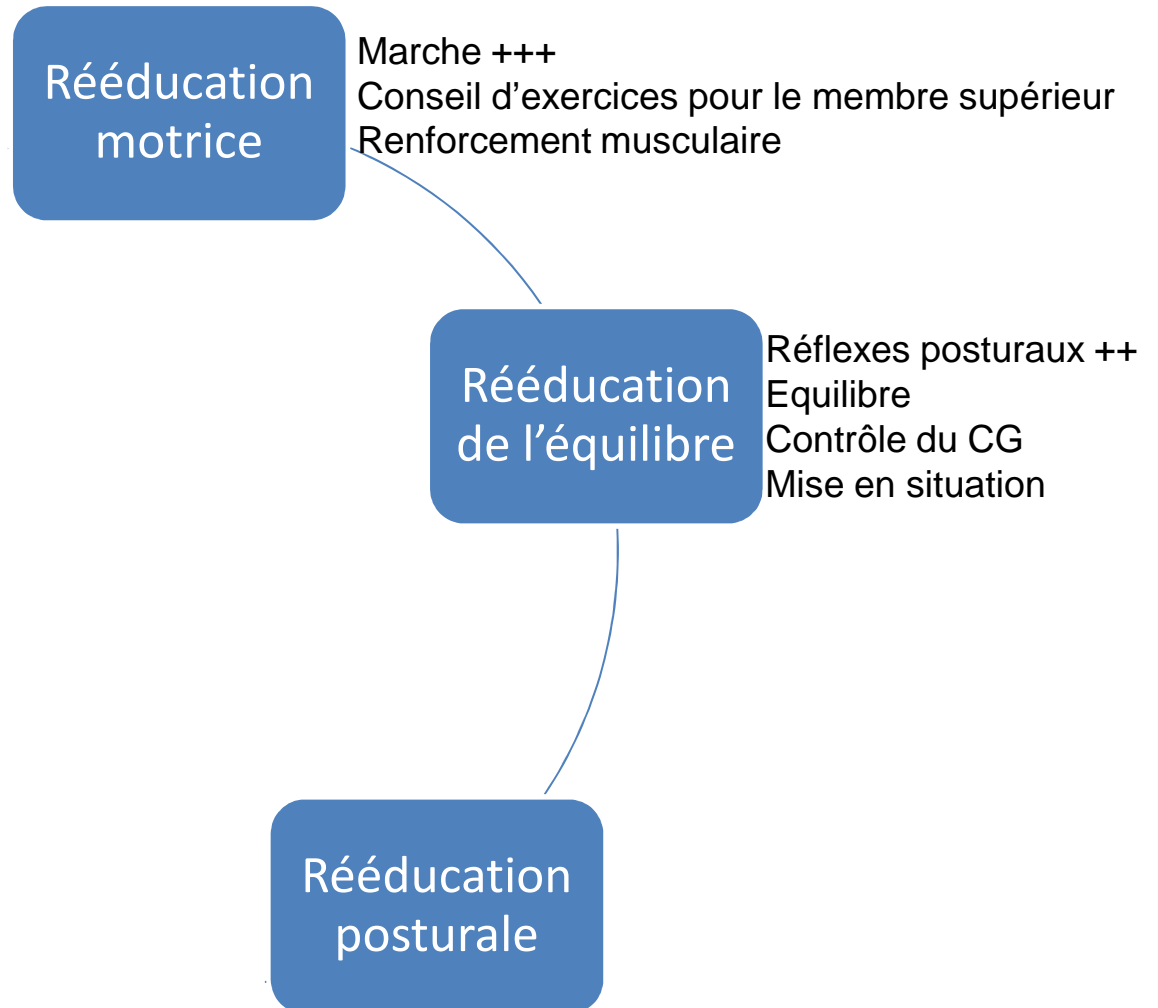 Rééducation
motrice
Marche +++
Conseil d’exercices pour le membre supérieur
Renforcement musculaire
Rééducation
de l’équilibre
Réflexes posturaux ++
Equilibre
Contrôle du CG
Mise en situation
Rééducation
posturale